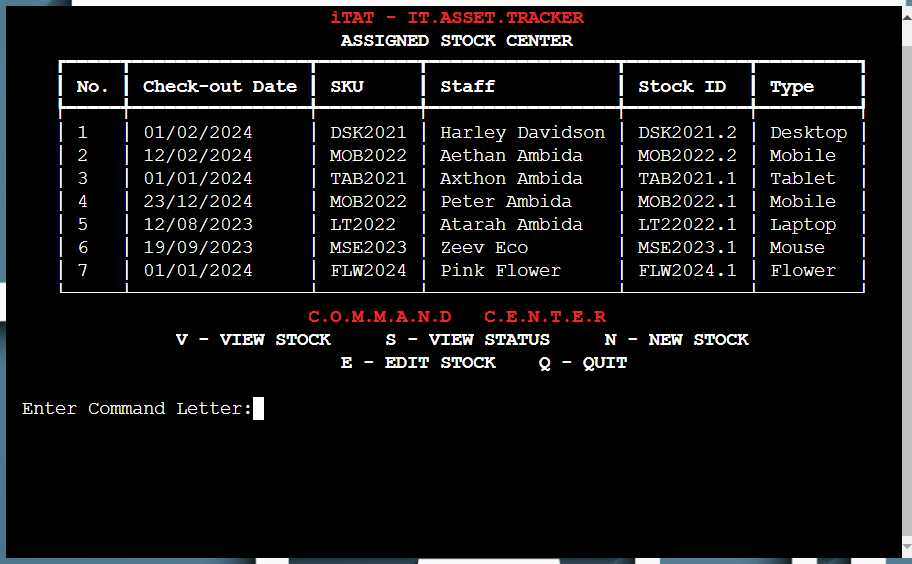 iTAT - IT.ASSET.TRACKER
ASSIGNED STOCK CENTER
No. Check-out Date SKU Staff Stock ID Type
1 01/02/2024 DSK2021 Harley Davidson DSK2021.2 Desktop
2 12/02/2024 MOB2022 Aethan Ambida MOB2022.2 Mobile
3 01/01/2024 TAB2021 Axthon Ambida TAB2021.1 Tablet
4 23/12/2024 MOB2022 Peter Ambida MOB2022.1 Mobile
5 12/08/2023 LT2022 Atarah Ambida LT22022.1 Laptop
6 19/09/2023 MSE2023 Zeev Eco MSE2023.1 Mouse
7 01/01/2024 FLW2024 Pink Flower FLW2024.1 Flower
C.O.M.M.A.N.D C.E.N.T.E.R
V - VIEW STOCK S - VIEW STATUS N - NEW STOCK
E - EDIT STOCK Q - QUIT
Enter Command Letter: